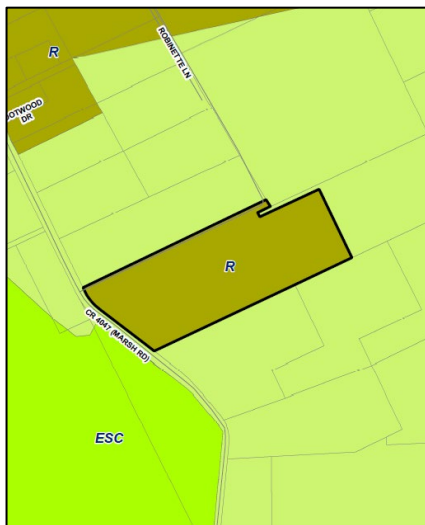 R
ROBINETTE LN
OTWOOD
DR
R
CR 4047 (MARSH RD)
ESC